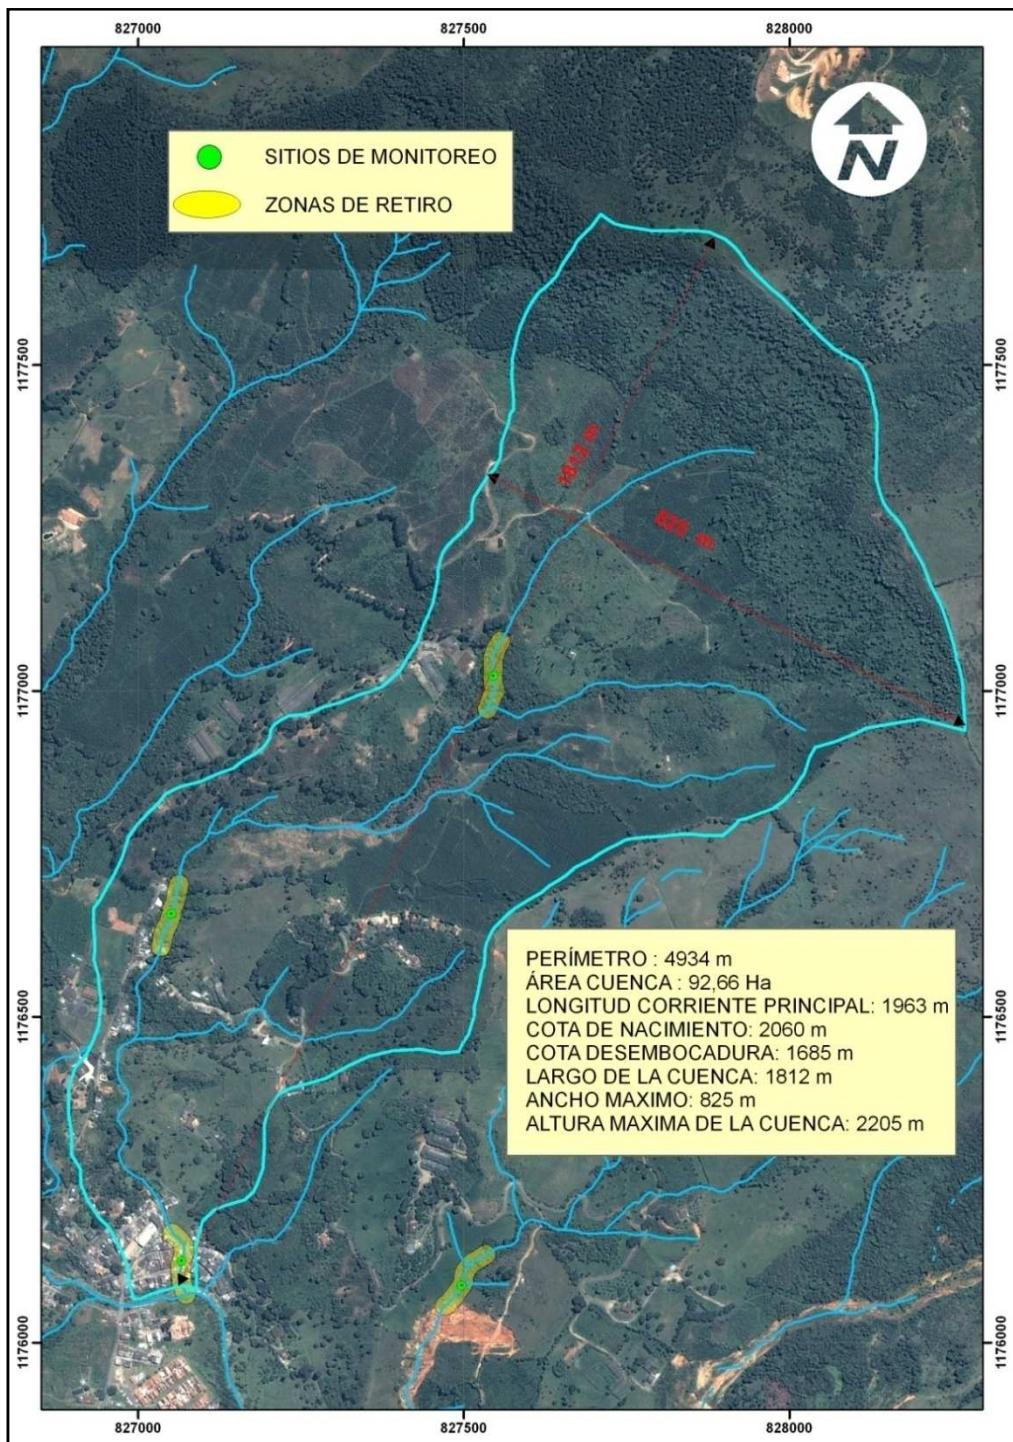 827000
827500
828000
SITIOS DE MONITOREO
ZONAS DE RETIRO
N
1177500
1177500
825 m
1177000
1177000
PERÍMETRO : 4934 m
ÁREA CUENCA : 92,66 Ha
LONGITUD CORRIENTE PRINCIPAL: 1963 m
COTA DE NACIMIENTO: 2060 m
COTA DESEMBOCADURA: 1685 m
LARGO DE LA CUENCA: 1812 m
ANCHO MAXIMO: 825 m
ALTURA MAXIMA DE LA CUENCA: 2205 m
1176500
1176500
1176000
1176000
827000
827500
828000